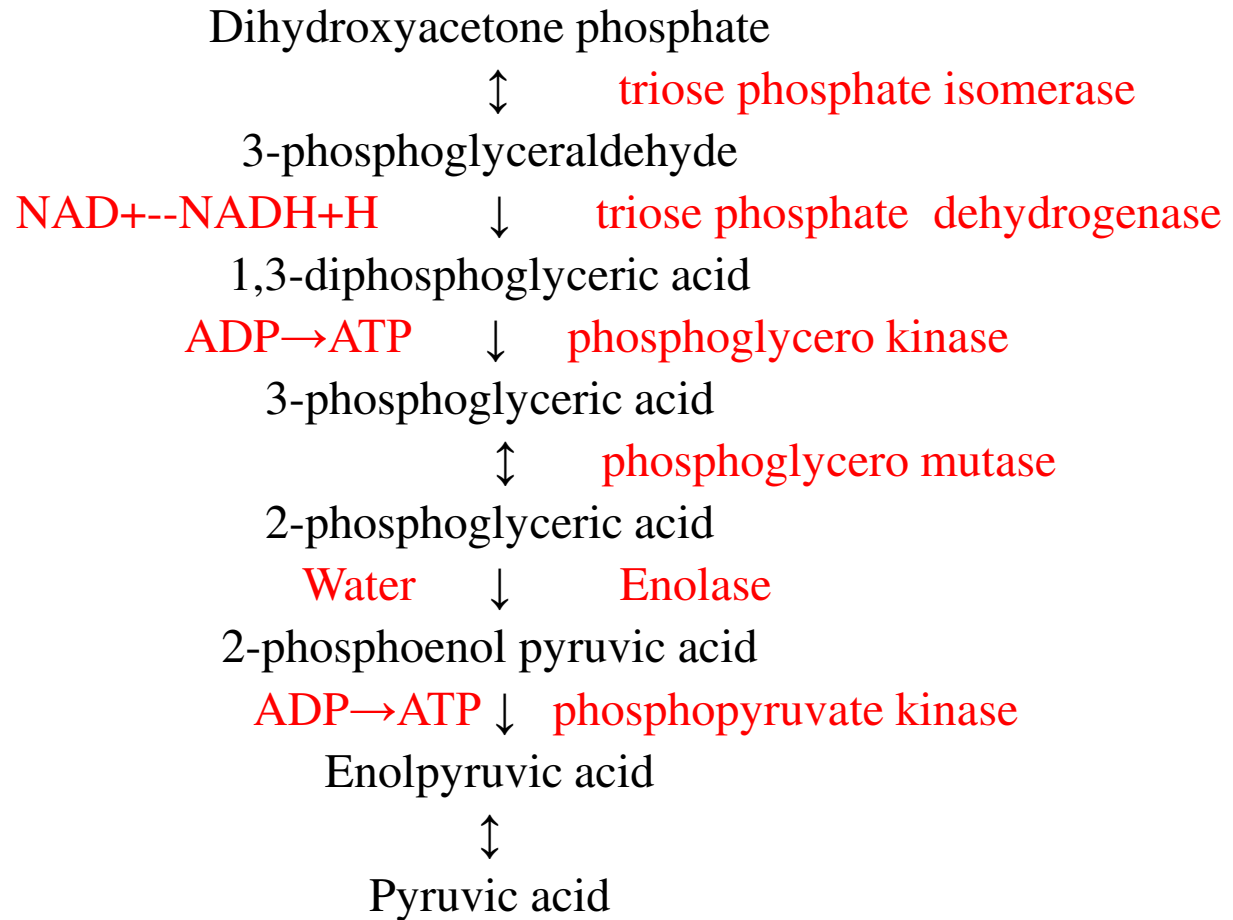 Dihydroxyacetone phosphate
↕ triose phosphate isomerase
3-phosphoglyceraldehyde
NAD+--NADH+H ↓ triose phosphate dehydrogenase
1,3-diphosphoglyceric acid
ADP→ATP ↓ phosphoglycero kinase
3-phosphoglyceric acid
↕ phosphoglycero mutase
2-phosphoglyceric acid
Water ↓ Enolase
2-phosphoenol pyruvic acid
ADP→ATP ↓ phosphopyruvate kinase
Enolpyruvic acid
↕
Pyruvic acid